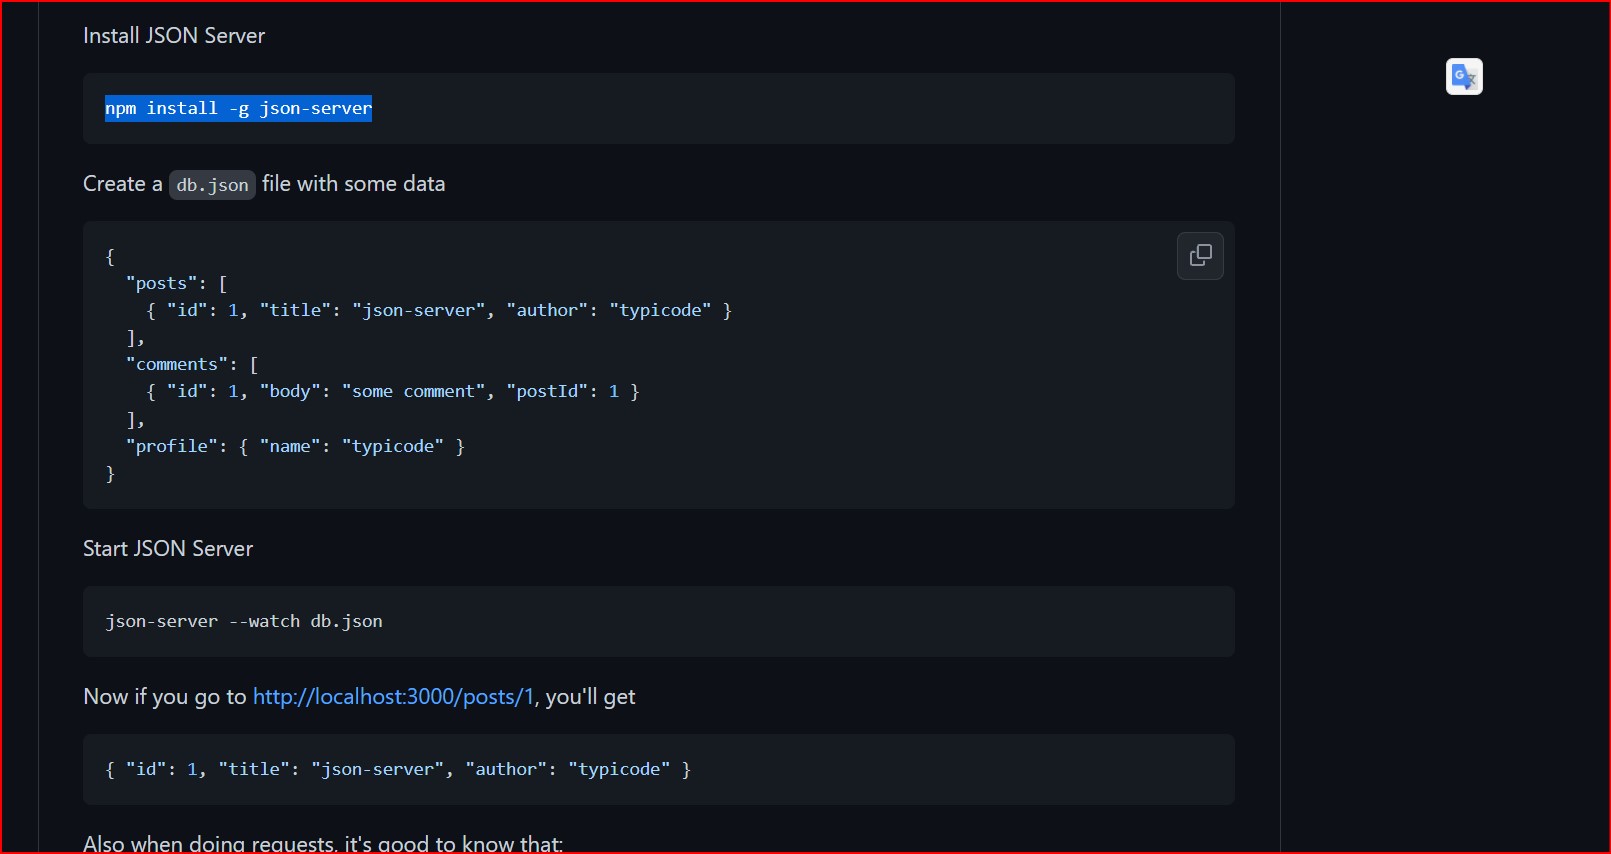 Install JSON Server
npm install -g json-server
Create a db.json file with some data
{
  "posts": [
    { "id": 1, "title": "json-server", "author": "typicode" }
  ],
  "comments": [
    { "id": 1, "body": "some comment", "postId": 1 }
  ],
  "profile": { "name": "typicode" }
}
Start JSON Server
json-server --watch db.json
Now if you go to http://localhost:3000/posts/1, you'll get
{ "id": 1, "title": "json-server", "author": "typicode" }
Also when doing requests, it's good to know that: